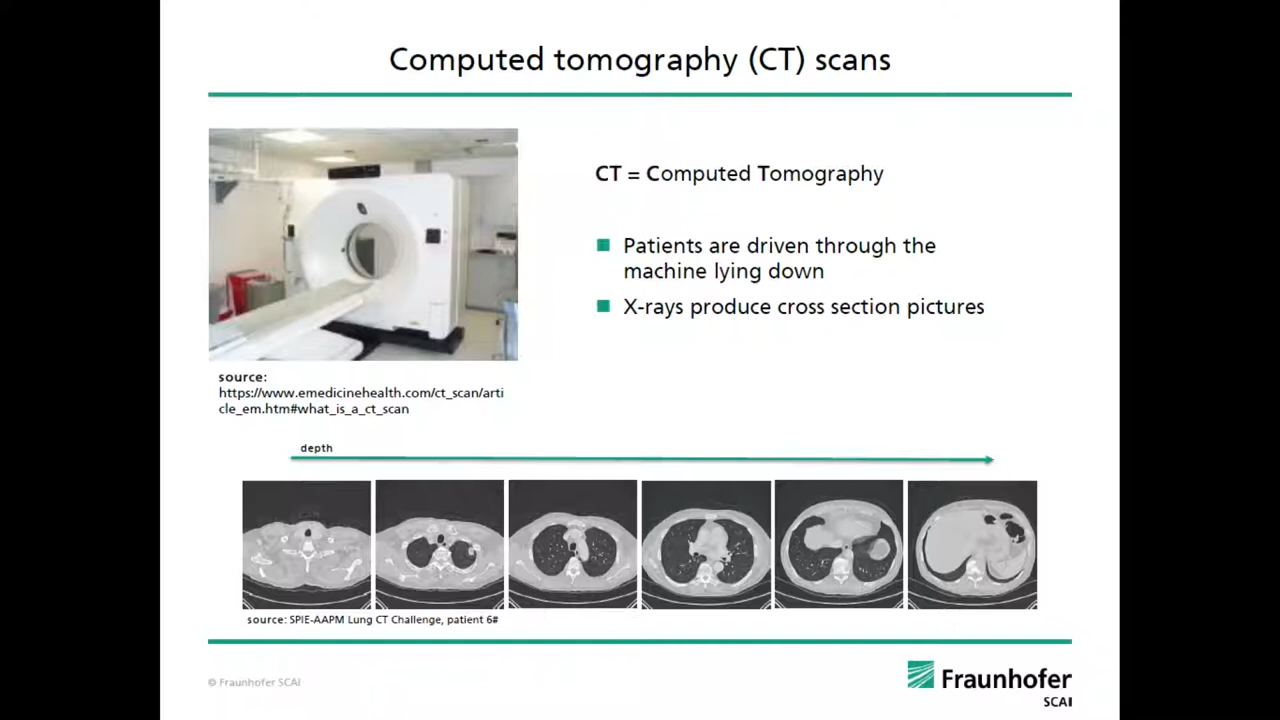 Computed tomography (CT) scans
CT = Computed Tomography
Patients are driven through the
machine lying down
X-rays produce cross section pictures
source:
https://www.emedicinehealth.com/ct_scan/arti
cle_em.htm#what_is_a_ct_scan
depth
source: SPIE-AAPM Lung CT Challenge, patient 6#
© Fraunhofer SCAI
Fraunhofer
SCAI